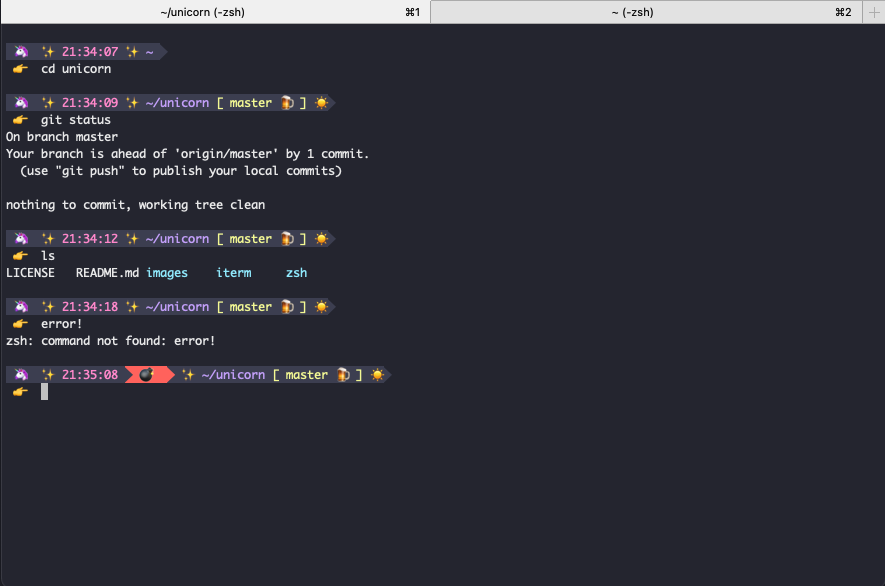 ~/unicorn (-zsh) ⌘1 ~ (-zsh) ⌘2 +
🦄 ✨ 21:34:07 ✨ ~
👉 cd unicorn
🦄 ✨ 21:34:09 ✨ ~/unicorn [ master 🍺 ] ☀️
👉 git status
On branch master
Your branch is ahead of 'origin/master' by 1 commit.
(use "git push" to publish your local commits)
nothing to commit, working tree clean
🦄 ✨ 21:34:12 ✨ ~/unicorn [ master 🍺 ] ☀️
👉 ls
LICENSE README.md images iterm zsh
🦄 ✨ 21:34:18 ✨ ~/unicorn [ master 🍺 ] ☀️
👉 error!
zsh: command not found: error!
🦄 ✨ 21:35:08 💣 ✨ ~/unicorn [ master 🍺 ] ☀️
👉